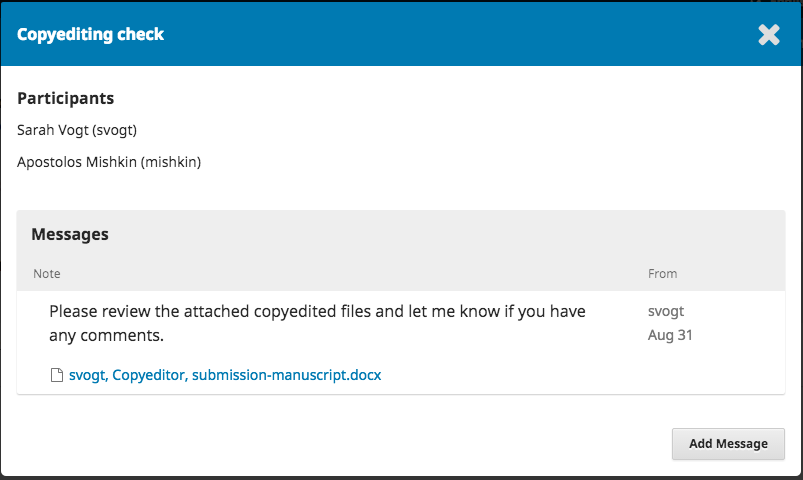 Copyediting check
Participants
Sarah Vogt (svogt)
Apostolos Mishkin (mishkin)
Messages
Note From
Please review the attached copyedited files and let me know if you have svogt
any comments. Aug 31
svogt, Copyeditor, submission-manuscript.docx
Add Message